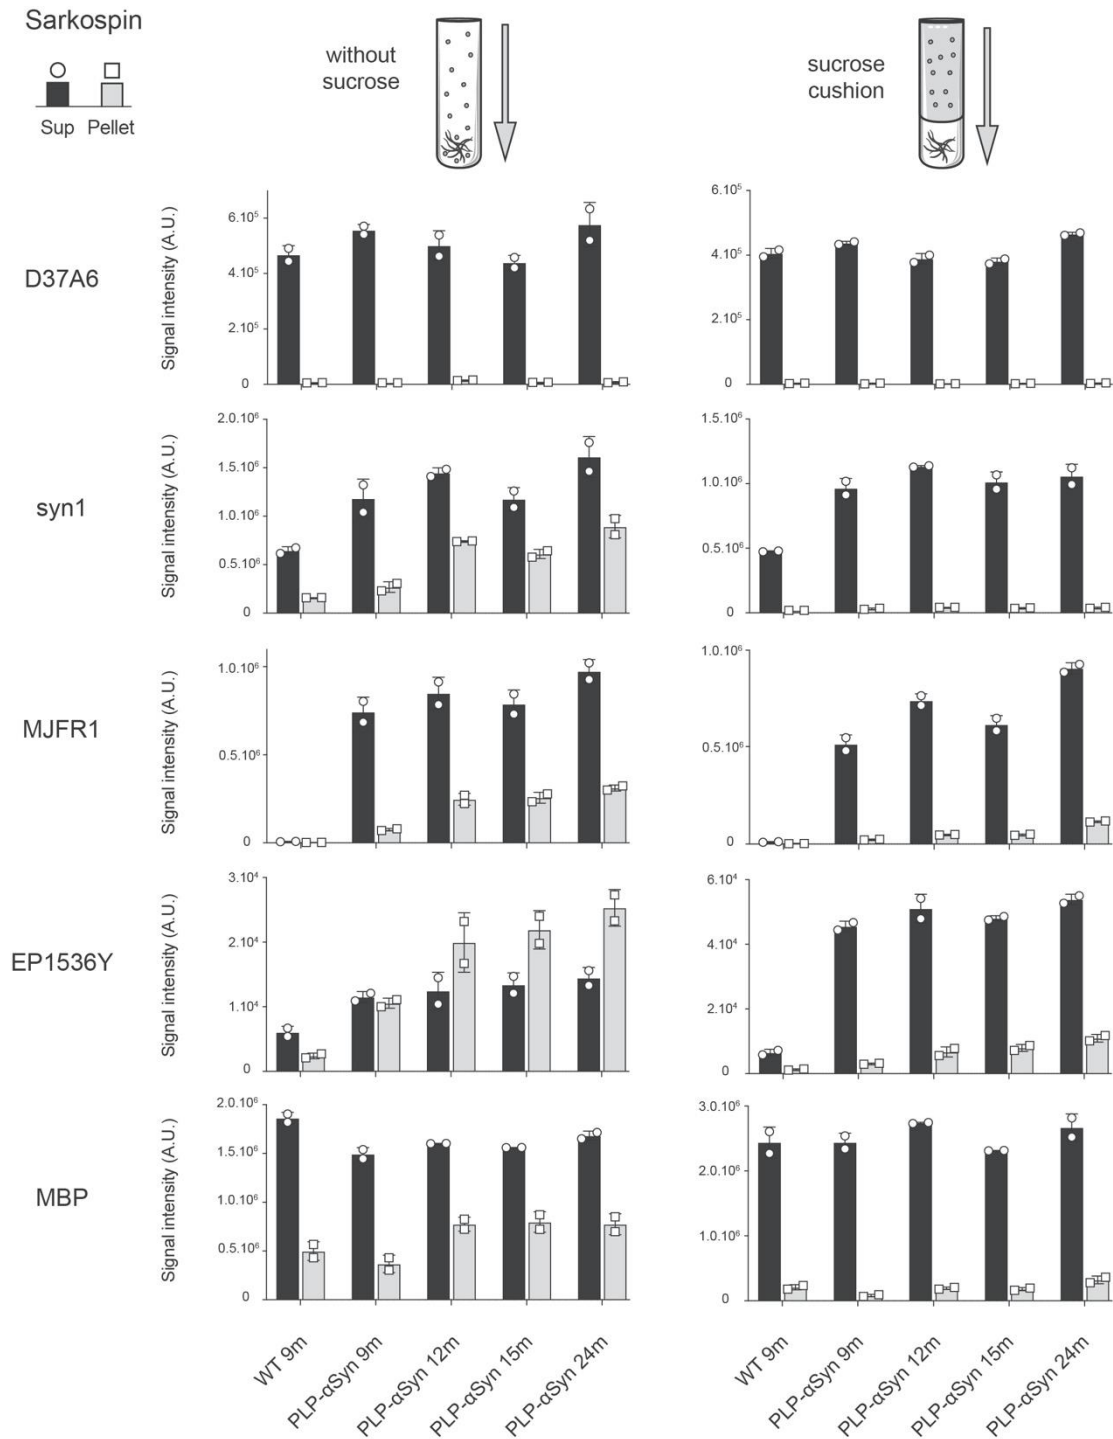 Sarkospin
Sup Pellet
without
sucrose
sucrose
cushion
D37A6
Signal intensity (A.U.)
6.10⁵
4.10⁵
2.10⁵
0
6.10⁵
4.10⁵
2.10⁵
0
syn1
Signal intensity (A.U.)
2.0.10⁶
1.5.10⁶
1.0.10⁶
0.5.10⁶
0
1.5.10⁶
1.0.10⁶
0.5.10⁶
0
MJFR1
Signal intensity (A.U.)
1.0.10⁶
0.5.10⁶
0
1.0.10⁶
0.5.10⁶
0
EP1536Y
Signal intensity (A.U.)
3.10⁴
2.10⁴
1.10⁴
0
6.10⁴
4.10⁴
2.10⁴
0
MBP
Signal intensity (A.U.)
2.0.10⁶
1.5.10⁶
1.0.10⁶
0.5.10⁶
0
3.0.10⁶
2.0.10⁶
1.0.10⁶
0
WT 9m
PLP-αSyn 9m
PLP-αSyn 12m
PLP-αSyn 15m
PLP-αSyn 24m
WT 9m
PLP-αSyn 9m
PLP-αSyn 12m
PLP-αSyn 15m
PLP-αSyn 24m